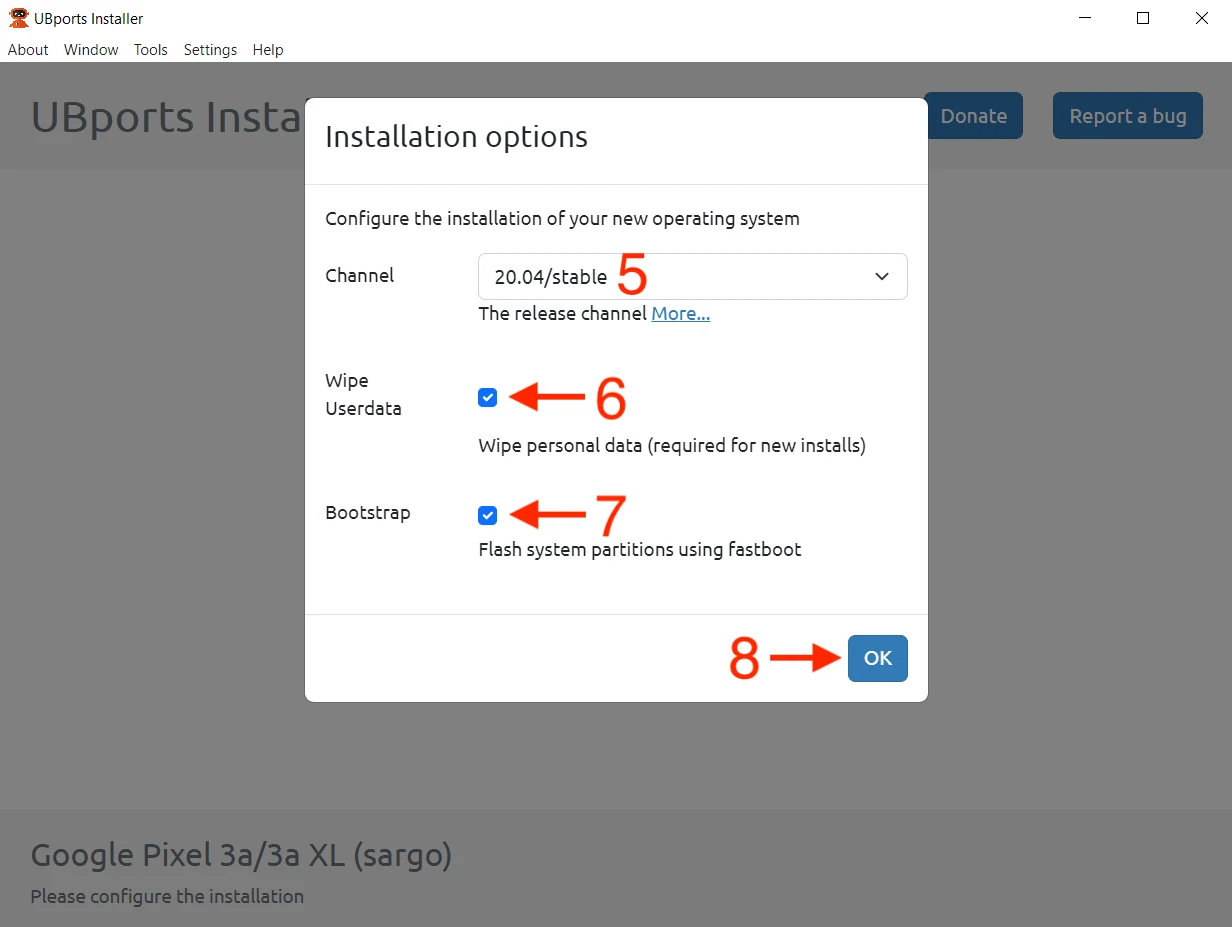 UBports Installer
About Window Tools Settings Help
UBports Insta
Donate
Report a bug
Installation options
Configure the installation of your new operating system
Channel
20.04/stable 5
The release channel More...
Wipe
Userdata
6
Wipe personal data (required for new installs)
Bootstrap
7
Flash system partitions using fastboot
8 OK
Google Pixel 3a/3a XL (sargo)
Please configure the installation